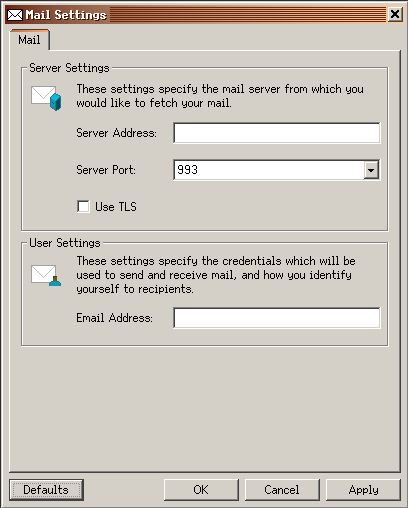 Mail Settings
Mail
Server Settings
These settings specify the mail server from which you
would like to fetch your mail.
Server Address:
Server Port:
993
Use TLS
User Settings
These settings specify the credentials which will be
used to send and receive mail, and how you identify
yourself to recipients.
Email Address:
Defaults
OK
Cancel
Apply